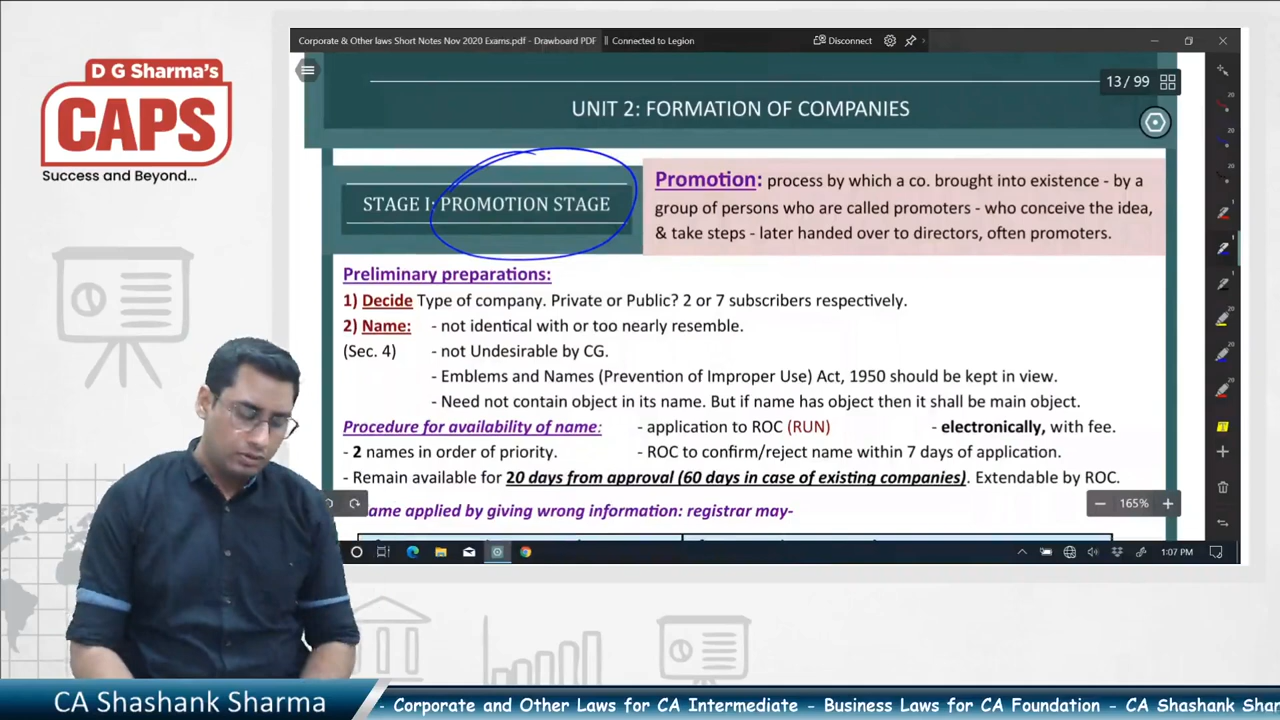 D G Sharma's
CAPS
Success and Beyond...
Corporate & Other laws Short Notes Nov 2020 Exams.pdf - Drawboard PDF
Connected to Legion
Disconnect
13 / 99
UNIT 2: FORMATION OF COMPANIES
STAGE I: PROMOTION STAGE
Promotion: process by which a co. brought into existence - by a
group of persons who are called promoters - who conceive the idea,
& take steps - later handed over to directors, often promoters.
Preliminary preparations:
1) Decide Type of company. Private or Public? 2 or 7 subscribers respectively.
2) Name: - not identical with or too nearly resemble.
(Sec. 4) - not Undesirable by CG.
- Emblems and Names (Prevention of Improper Use) Act, 1950 should be kept in view.
- Need not contain object in its name. But if name has object then it shall be main object.
Procedure for availability of name: - application to ROC (RUN) - electronically, with fee.
- 2 names in order of priority. - ROC to confirm/reject name within 7 days of application.
- Remain available for 20 days from approval (60 days in case of existing companies). Extendable by ROC.
ame applied by giving wrong information: registrar may-
165%
1:07 PM
CA Shashank Sharma
- Corporate and Other Laws for CA Intermediate - Business Laws for CA Foundation - CA Shashank Shar